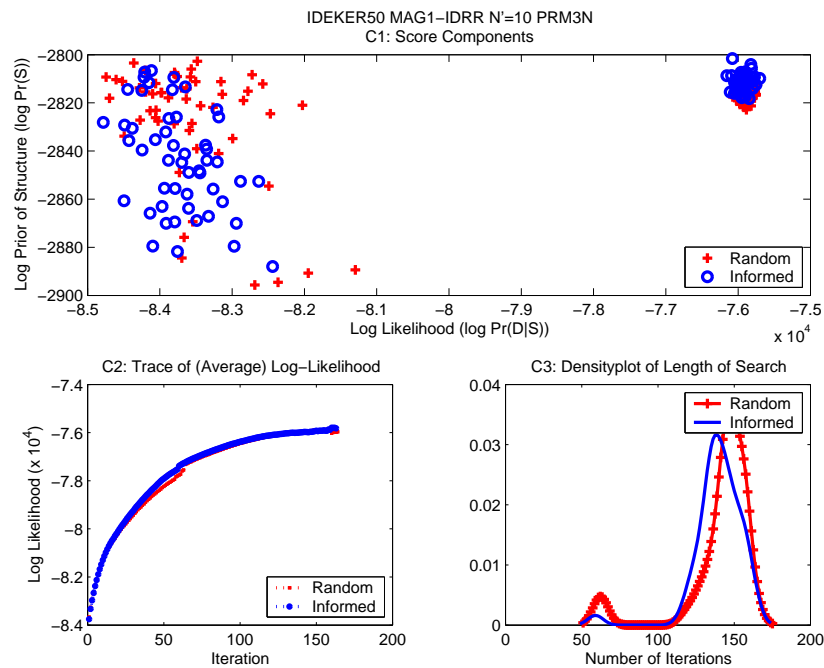 IDEKER50 MAG1−IDRR N'=10 PRM3N
C1: Score Components
Log Prior of Structure (log Pr(S))
−2800
−2820
−2840
−2860
−2880
−2900
Random
Informed
−8.5 −8.4 −8.3 −8.2 −8.1 −8 −7.9 −7.8 −7.7 −7.6 −7.5
Log Likelihood (log Pr(D|S))
x 10^4
C2: Trace of (Average) Log−Likelihood
Log Likelihood (x 10^4)
−7.4
−7.6
−7.8
−8
−8.2
−8.4
Random
Informed
0 50 100 150 200
Iteration
C3: Densityplot of Length of Search
0.04
0.03
0.02
0.01
0
Random
Informed
0 50 100 150 200
Number of Iterations